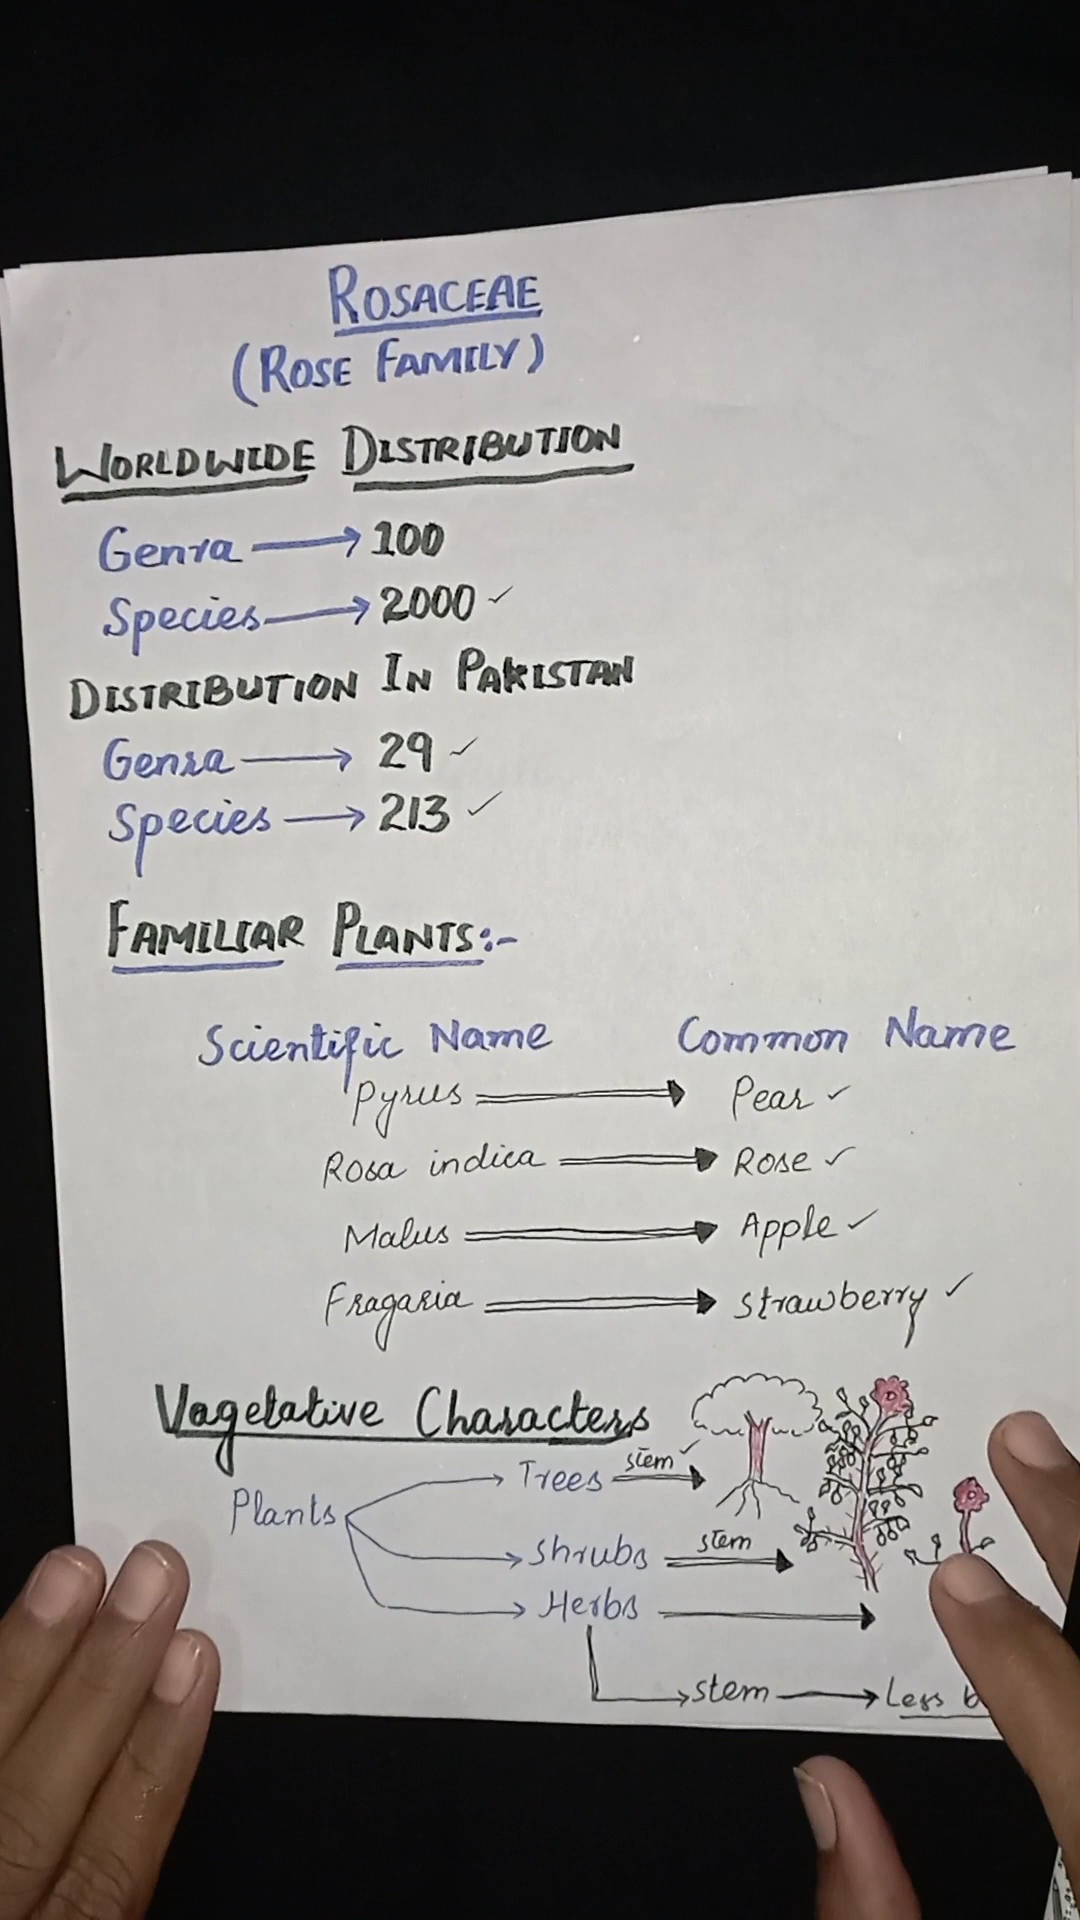 ROSACEAE
(ROSE FAMILY)
WORLDWIDE DISTRIBUTION
Genra → 100
Species → 2000 ✓
DISTRIBUTION IN PAKISTAN
Genra → 29 ✓
Species → 213 ✓
FAMILIAR PLANTS:-
Scientific Name Common Name
Pyrus → Pear ✓
Rosa indica → Rose ✓
Malus → Apple ✓
Fragaria → strawberry ✓
Vagetative Characters
Plants → Trees stem ✓ →
→ shrubs stem →
→ Herbs →
→ stem → Less